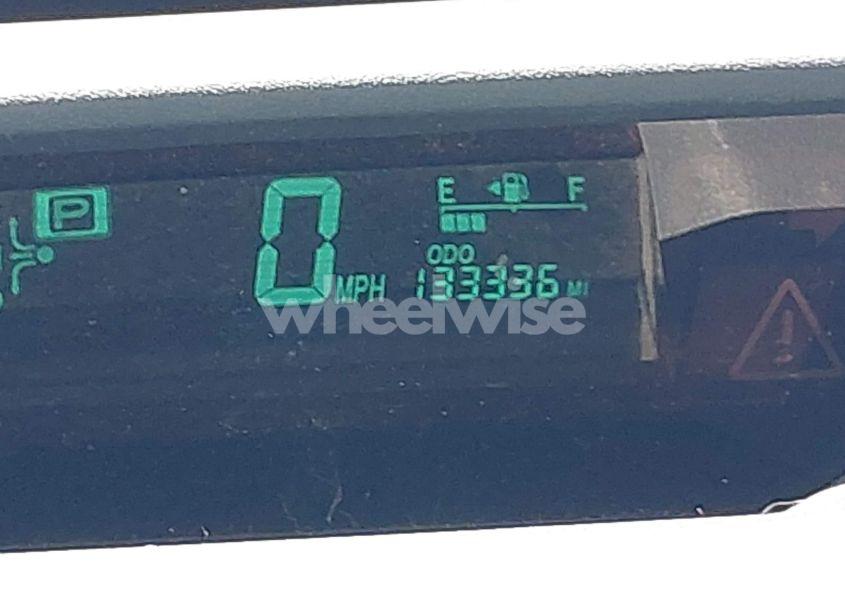 P
0 MPH
E F
ODO
133336 MI
wheelwise